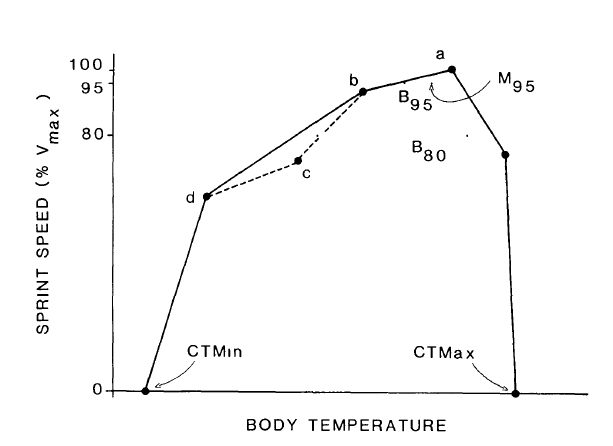 100
95
80
0
SPRINT SPEED (% Vmax)
a
b
c
d
B95
M95
B80
CTMin
CTMax
BODY TEMPERATURE